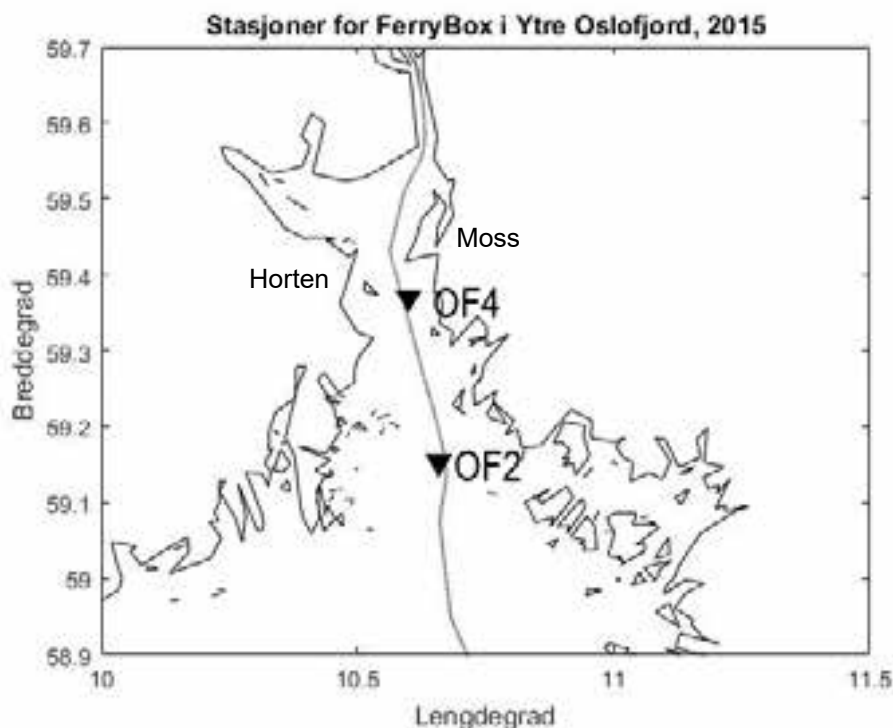 Stasjoner for FerryBox i Ytre Oslofjord, 2015
59.7
59.6
59.5
Moss
59.4
Horten
OF4
59.3
Breddegrad
59.2
OF2
59.1
59
58.9
10
10.5
11
11.5
Lengdegrad